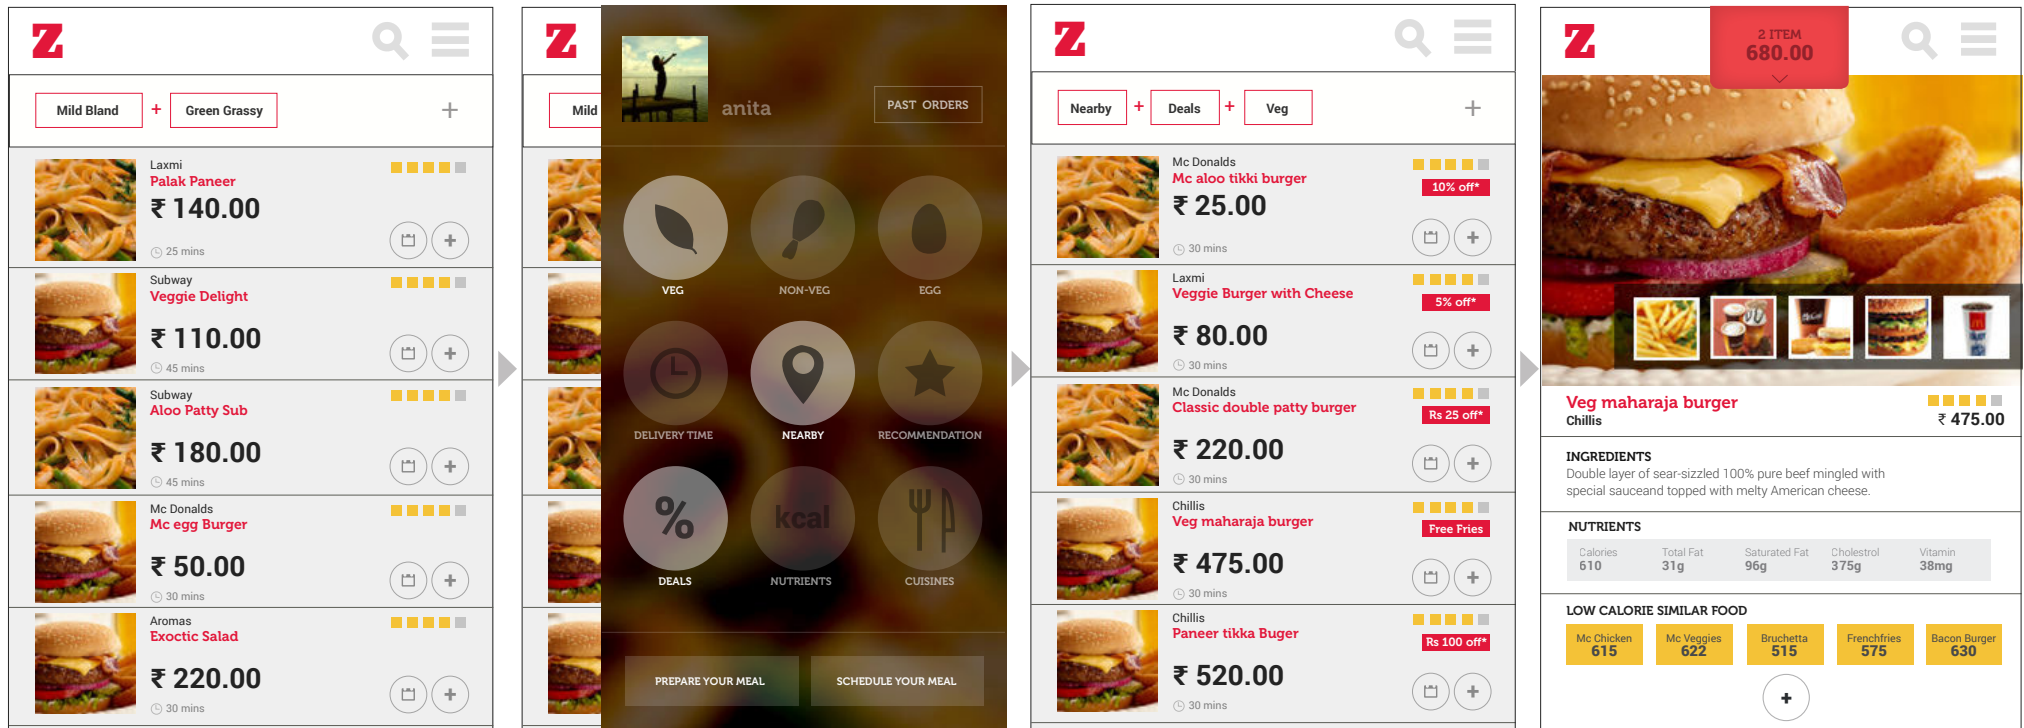 Z
Mild Bland + Green Grassy +
Laxmi
Palak Paneer
₹ 140.00
25 mins
Subway
Veggie Delight
₹ 110.00
45 mins
Subway
Aloo Patty Sub
₹ 180.00
45 mins
Mc Donalds
Mc egg Burger
₹ 50.00
30 mins
Aromas
Exoctic Salad
₹ 220.00
30 mins
Z
Mild
anita
PAST ORDERS
VEG
NON-VEG
EGG
DELIVERY TIME
NEARBY
RECOMMENDATION
%
kcal
DEALS
NUTRIENTS
CUISINES
PREPARE YOUR MEAL
SCHEDULE YOUR MEAL
Z
Nearby + Deals + Veg +
Mc Donalds
Mc aloo tikki burger
10% off*
₹ 25.00
30 mins
Laxmi
Veggie Burger with Cheese
5% off*
₹ 80.00
30 mins
Mc Donalds
Classic double patty burger
Rs 25 off*
₹ 220.00
30 mins
Chillis
Veg maharaja burger
Free Fries
₹ 475.00
30 mins
Chillis
Paneer tikka Buger
Rs 100 off*
₹ 520.00
30 mins
Z
2 ITEM
680.00
Veg maharaja burger
Chillis
₹ 475.00
INGREDIENTS
Double layer of sear-sizzled 100% pure beef mingled with
special sauceand topped with melty American cheese.
NUTRIENTS
Calories Total Fat Saturated Fat Cholestrol Vitamin
610 31g 96g 375g 38mg
LOW CALORIE SIMILAR FOOD
Mc Chicken Mc Veggies Bruchetta Frenchfries Bacon Burger
615 622 515 575 630
+